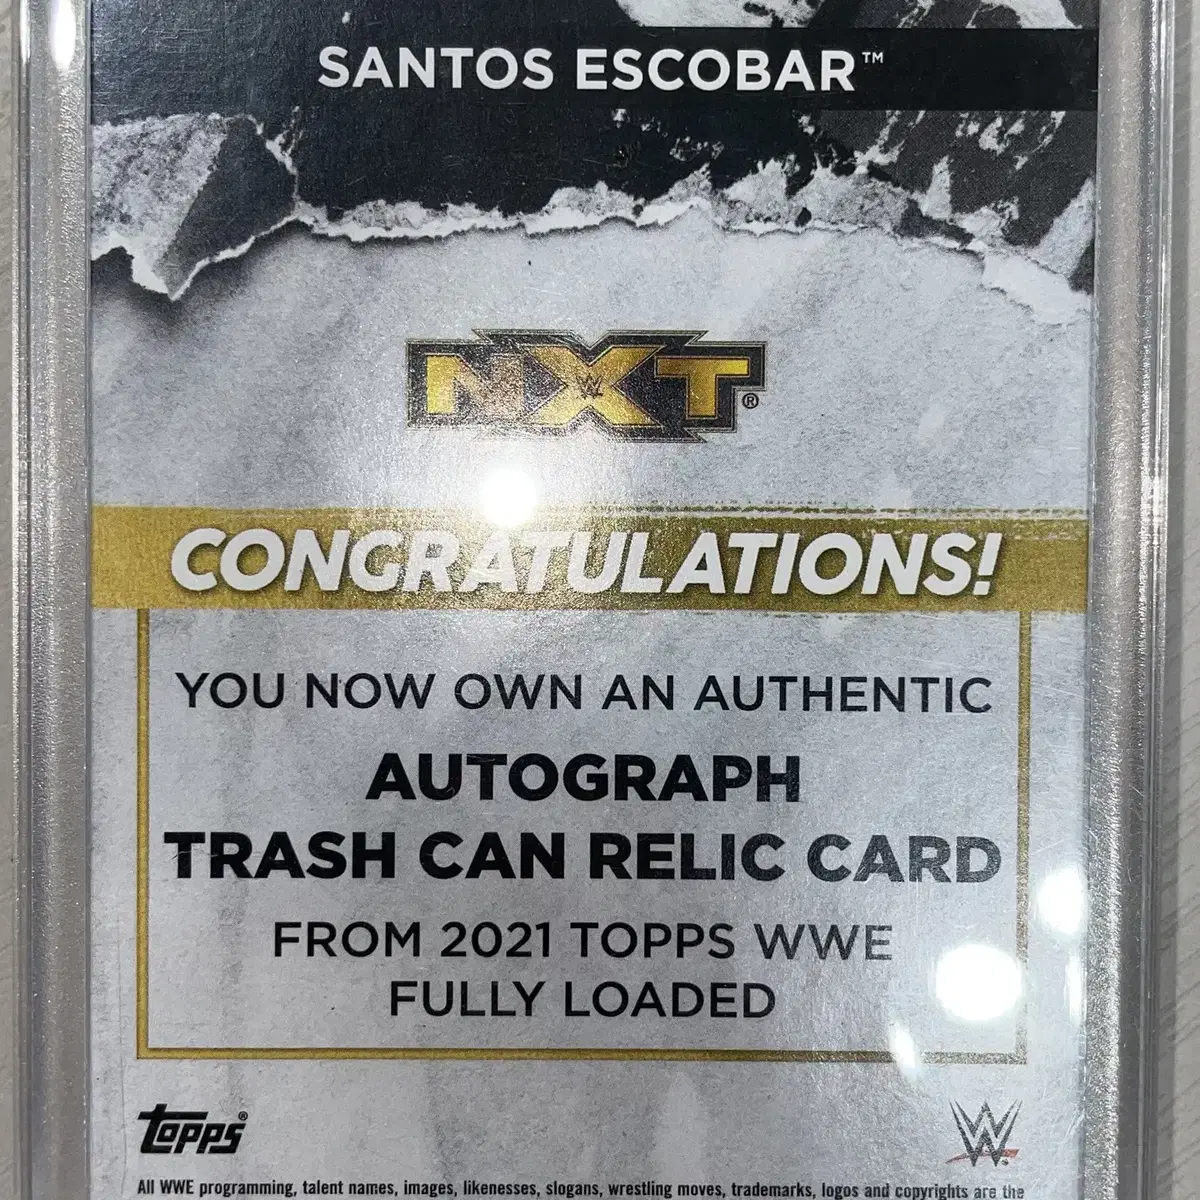 SANTOS ESCOBAR™
NXT®
W
CONGRATULATIONS!
YOU NOW OWN AN AUTHENTIC
AUTOGRAPH
TRASH CAN RELIC CARD
FROM 2021 TOPPS WWE
FULLY LOADED
Topps®
W
All WWE programming, talent names, images, likenesses, slogans, wrestling moves, trademarks, logos and copyrights are the